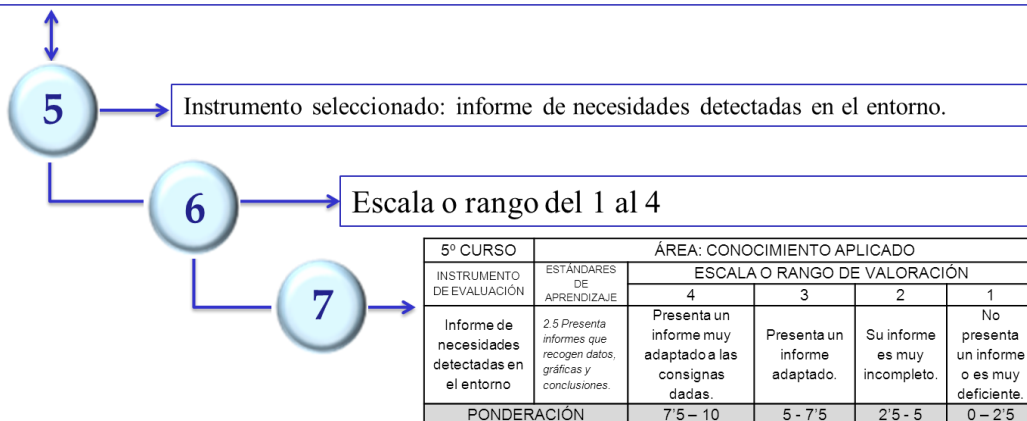 5
Instrumento seleccionado: informe de necesidades detectadas en el entorno.
6
Escala o rango del 1 al 4
7
5º CURSO
ÁREA: CONOCIMIENTO APLICADO
INSTRUMENTO
DE EVALUACIÓN
ESTÁNDARES
DE
APRENDIZAJE
ESCALA O RANGO DE VALORACIÓN
4
3
2
1
Informe de
necesidades
detectadas en
el entorno
2.5 Presenta
informes que
recogen datos,
gráficas y
conclusiones.
Presenta un
informe muy
adaptado a las
consignas
dadas.
Presenta un
informe
adaptado.
Su informe
es muy
incompleto.
No
presenta
un informe
o es muy
deficiente.
PONDERACIÓN
7'5 – 10
5 - 7'5
2'5 - 5
0 – 2'5